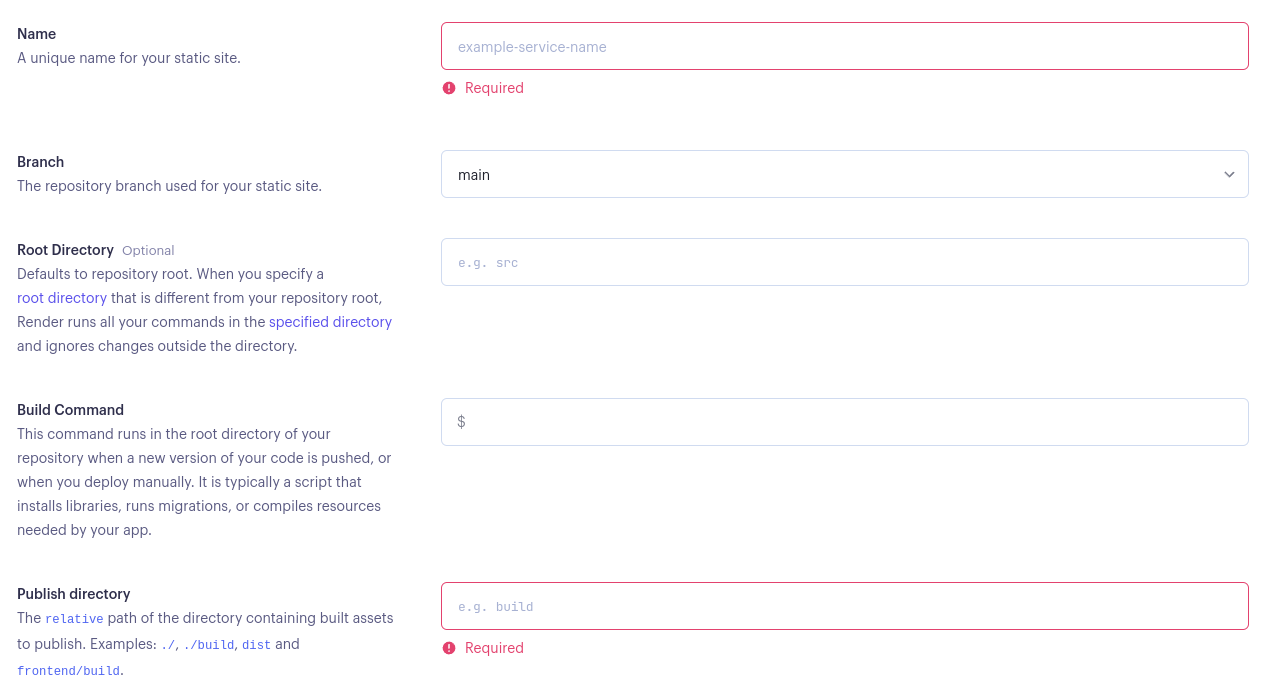 Name
A unique name for your static site.
example-service-name
Required
Branch
The repository branch used for your static site.
main
Root Directory Optional
Defaults to repository root. When you specify a
root directory that is different from your repository root,
Render runs all your commands in the specified directory
and ignores changes outside the directory.
e.g. src
Build Command
This command runs in the root directory of your
repository when a new version of your code is pushed, or
when you deploy manually. It is typically a script that
installs libraries, runs migrations, or compiles resources
needed by your app.
$
Publish directory
The relative path of the directory containing built assets
to publish. Examples: ./, ./build, dist and
frontend/build.
e.g. build
Required